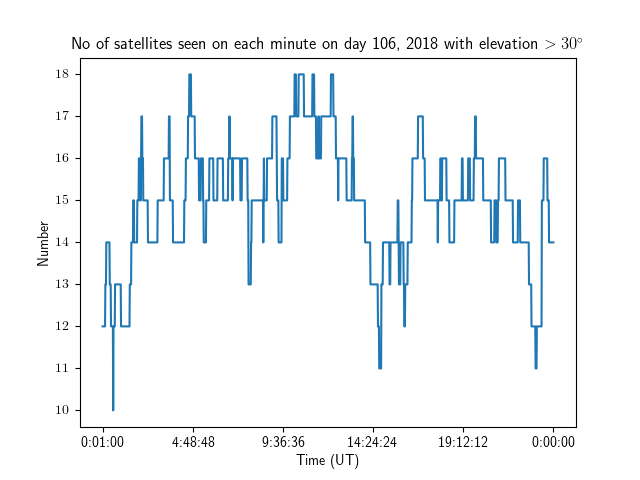 No of satellites seen on each minute on day 106, 2018 with elevation > 30°
18
17
16
15
14
13
12
11
10
Number
0:01:00 4:48:48 9:36:36 14:24:24 19:12:12 0:00:00
Time (UT)